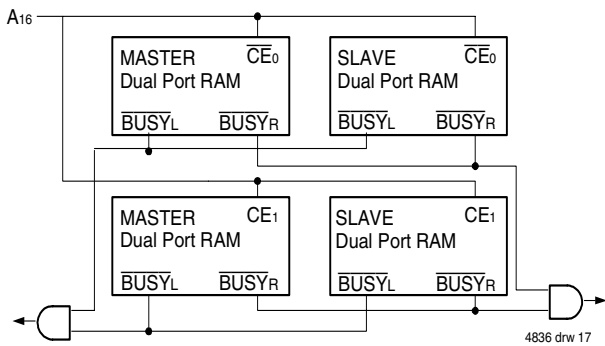 A16
MASTER
Dual Port RAM
CE0
BUSYL BUSYR
SLAVE
Dual Port RAM
CE0
BUSYL BUSYR
MASTER
Dual Port RAM
CE1
BUSYL BUSYR
SLAVE
Dual Port RAM
CE1
BUSYL BUSYR
4836 drw 17